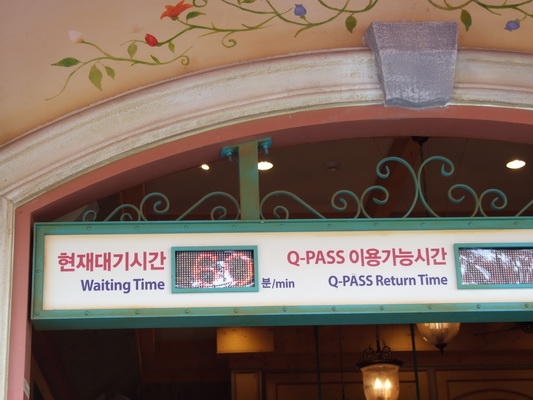 현재대기시간
Waiting Time
60
분/min
Q-PASS 이용가능시간
Q-PASS Return Time